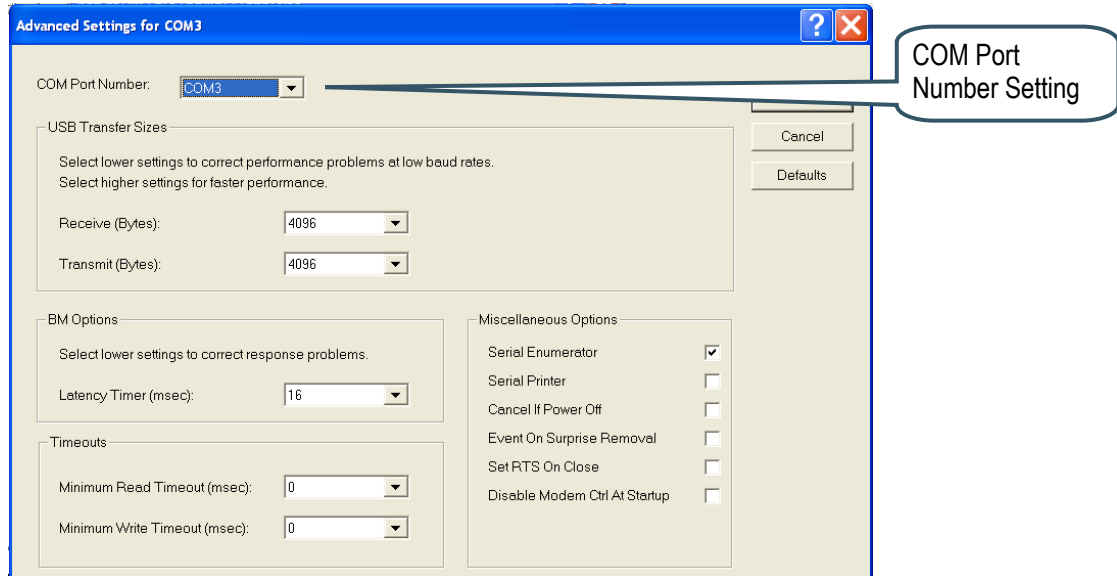 Advanced Settings for COM3
COM Port Number: COM3
COM Port
Number Setting
USB Transfer Sizes
Select lower settings to correct performance problems at low baud rates.
Select higher settings for faster performance.
Receive (Bytes): 4096
Transmit (Bytes): 4096
Cancel
Defaults
BM Options
Select lower settings to correct response problems.
Latency Timer (msec): 16
Timeouts
Minimum Read Timeout (msec): 0
Minimum Write Timeout (msec): 0
Miscellaneous Options
Serial Enumerator
Serial Printer
Cancel If Power Off
Event On Surprise Removal
Set RTS On Close
Disable Modem Ctrl At Startup